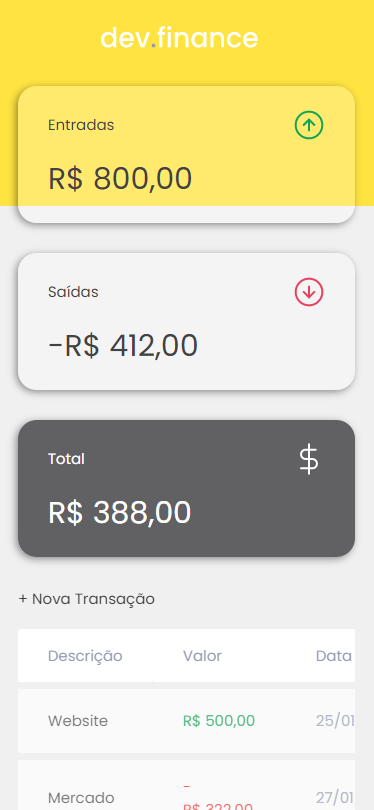 dev.finance
Entradas
R$ 800,00
Saídas
-R$ 412,00
Total
R$ 388,00
+ Nova Transação
Descrição Valor Data
Website R$ 500,00 25/01
Mercado - 27/01
R$ 322,00